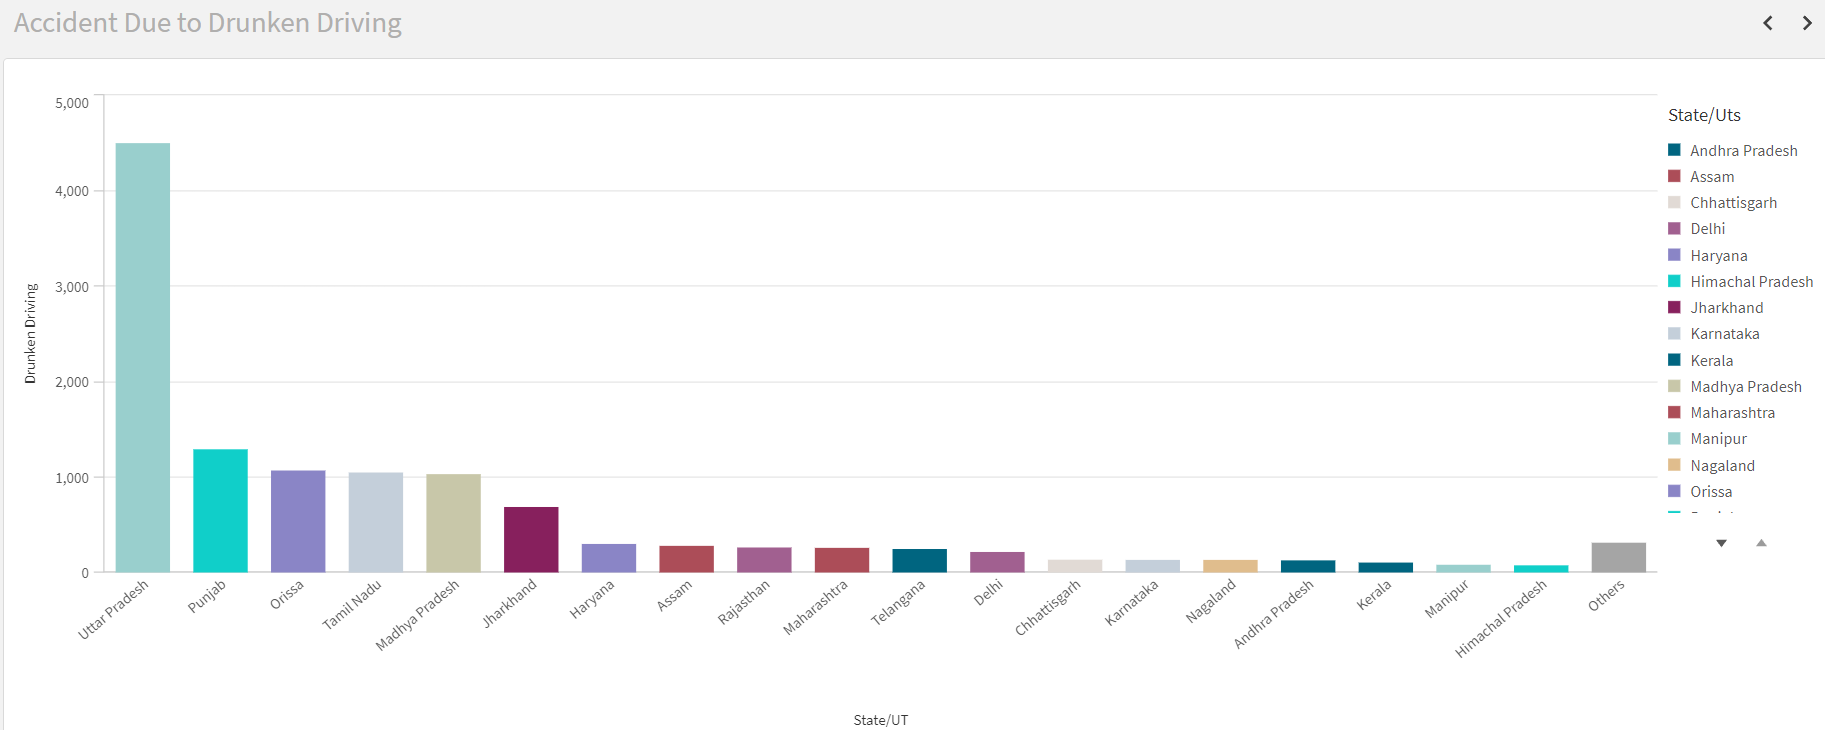 Accident Due to Drunken Driving
5,000
4,000
3,000
2,000
1,000
0
Drunken Driving
Uttar Pradesh
Punjab
Orissa
Tamil Nadu
Madhya Pradesh
Jharkhand
Haryana
Assam
Rajasthan
Maharashtra
Telangana
Delhi
Chhattisgarh
Karnataka
Nagaland
Andhra Pradesh
Kerala
Manipur
Himachal Pradesh
Others
State/UT
State/Uts
Andhra Pradesh
Assam
Chhattisgarh
Delhi
Haryana
Himachal Pradesh
Jharkhand
Karnataka
Kerala
Madhya Pradesh
Maharashtra
Manipur
Nagaland
Orissa